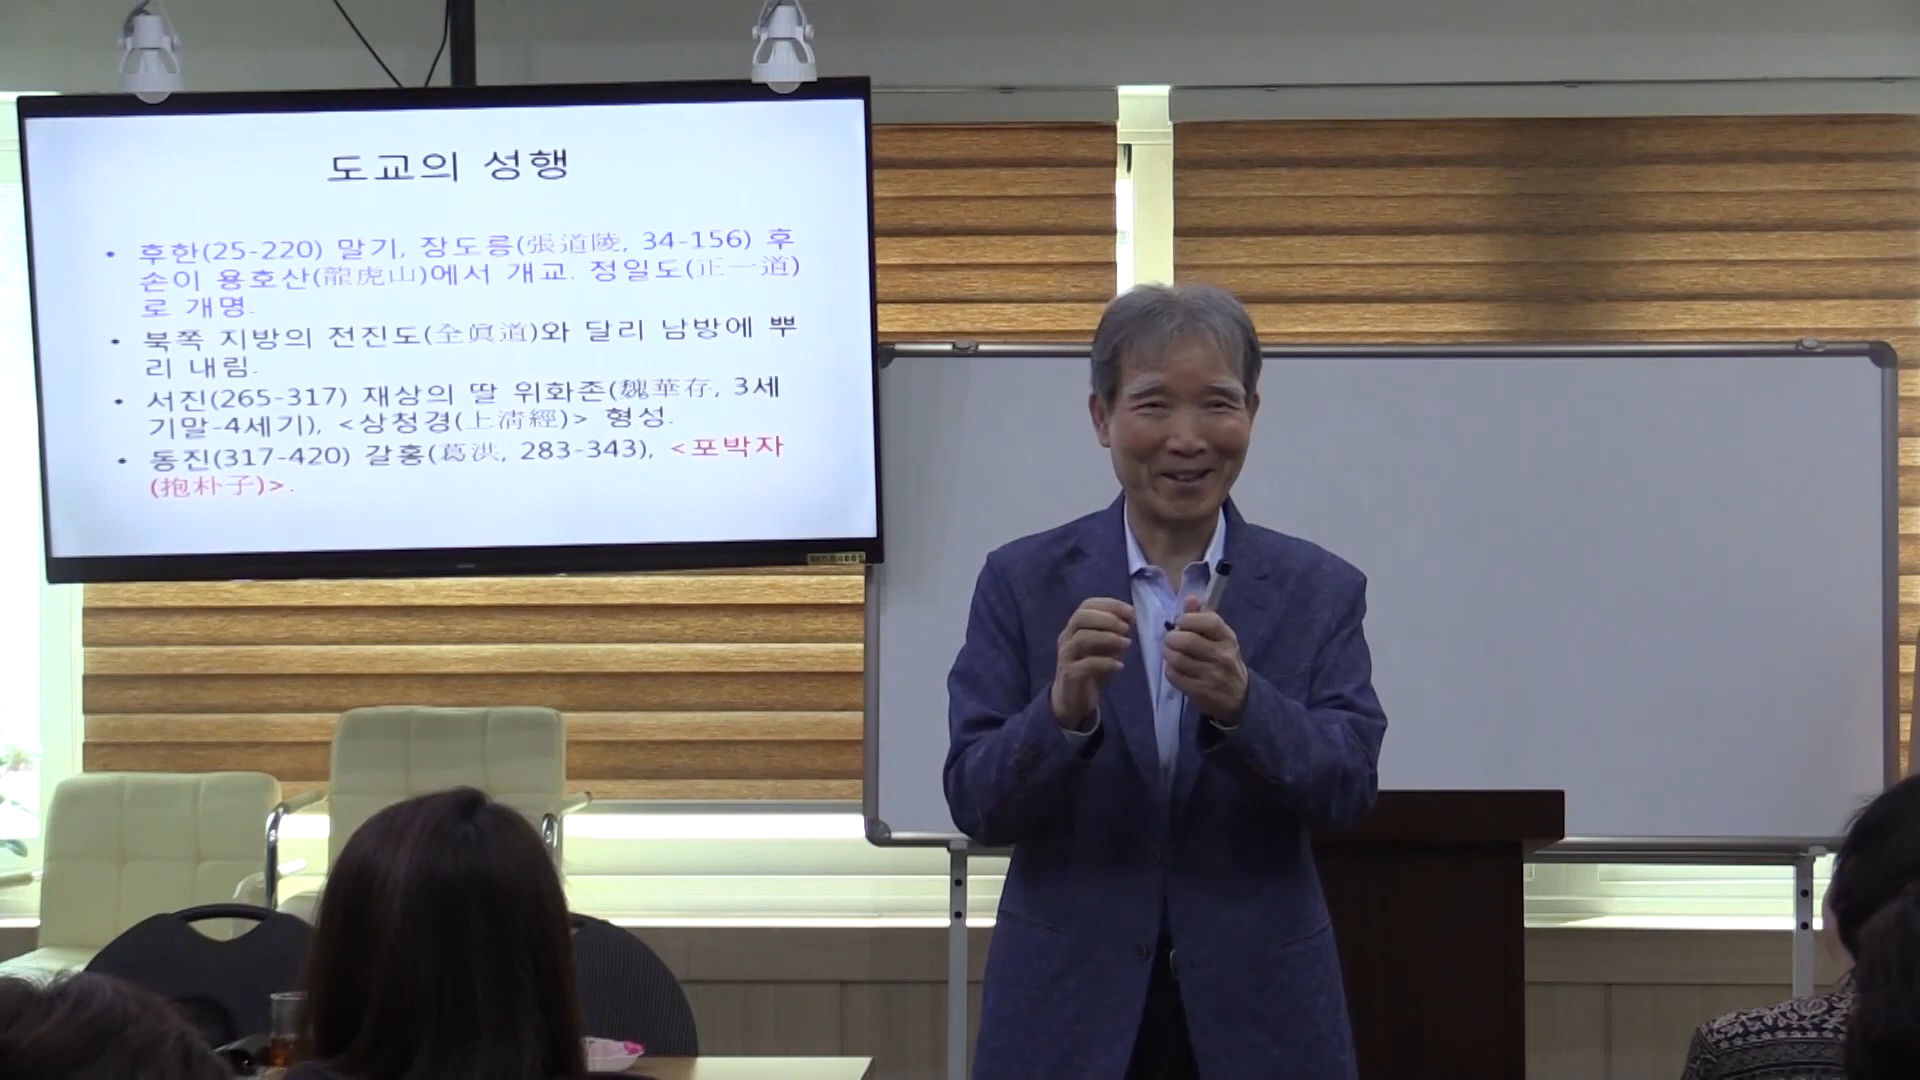 도교의 성행
• 후한(25-220) 말기, 장도릉(張道陵, 34-156) 후
손이 용호산(龍虎山)에서 개교. 정일도(正一道)
로 개명.
• 북쪽 지방의 전진도(全眞道)와 달리 남방에 뿌
리 내림.
• 서진(265-317) 재상의 딸 위화존(魏華存, 3세
기말-4세기), <상청경(上淸經)> 형성.
• 동진(317-420) 갈홍(葛洪, 283-343), <포박자
(抱朴子)>.